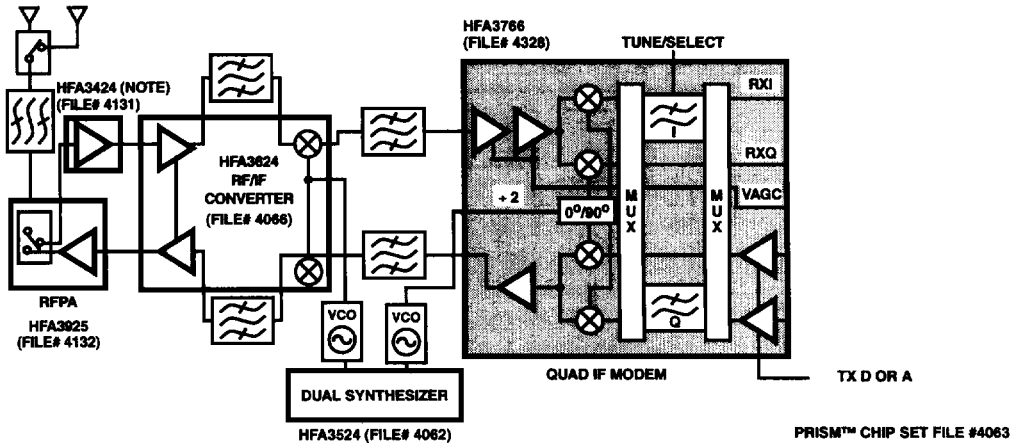 HFA3766
(FILE# 4328)
TUNE/SELECT
HFA3424 (NOTE)
(FILE# 4131)
RXI
I
HFA3624
RF/IF
CONVERTER
(FILE# 4066)
RXQ
÷ 2
0°/90°
MUX
MUX
VAGC
RFPA
HFA3925
(FILE# 4132)
VCO
VCO
Q
QUAD IF MODEM
TX D OR A
DUAL SYNTHESIZER
HFA3524 (FILE# 4062)
PRISM™ CHIP SET FILE #4063